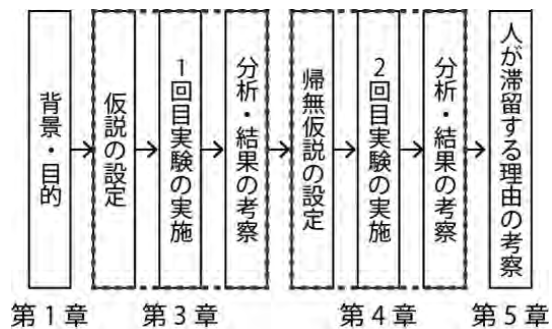 背景・目的
仮説の設定
1回目実験の実施
分析・結果の考察
帰無仮説の設定
2回目実験の実施
分析・結果の考察
人が滞留する理由の考察
第1章
第3章
第4章
第5章